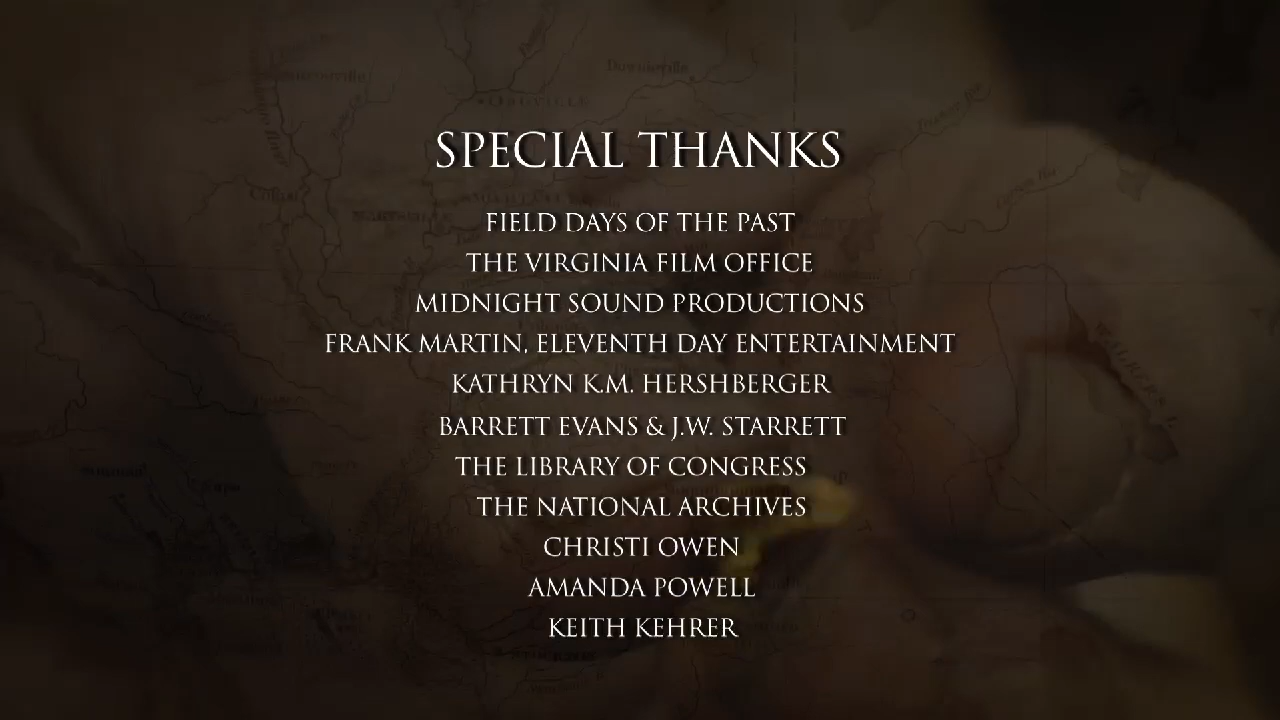 SPECIAL THANKS
FIELD DAYS OF THE PAST
THE VIRGINIA FILM OFFICE
MIDNIGHT SOUND PRODUCTIONS
FRANK MARTIN, ELEVENTH DAY ENTERTAINMENT
KATHRYN K.M. HERSHBERGER
BARRETT EVANS & J.W. STARRETT
THE LIBRARY OF CONGRESS
THE NATIONAL ARCHIVES
CHRISTI OWEN
AMANDA POWELL
KEITH KEHRER